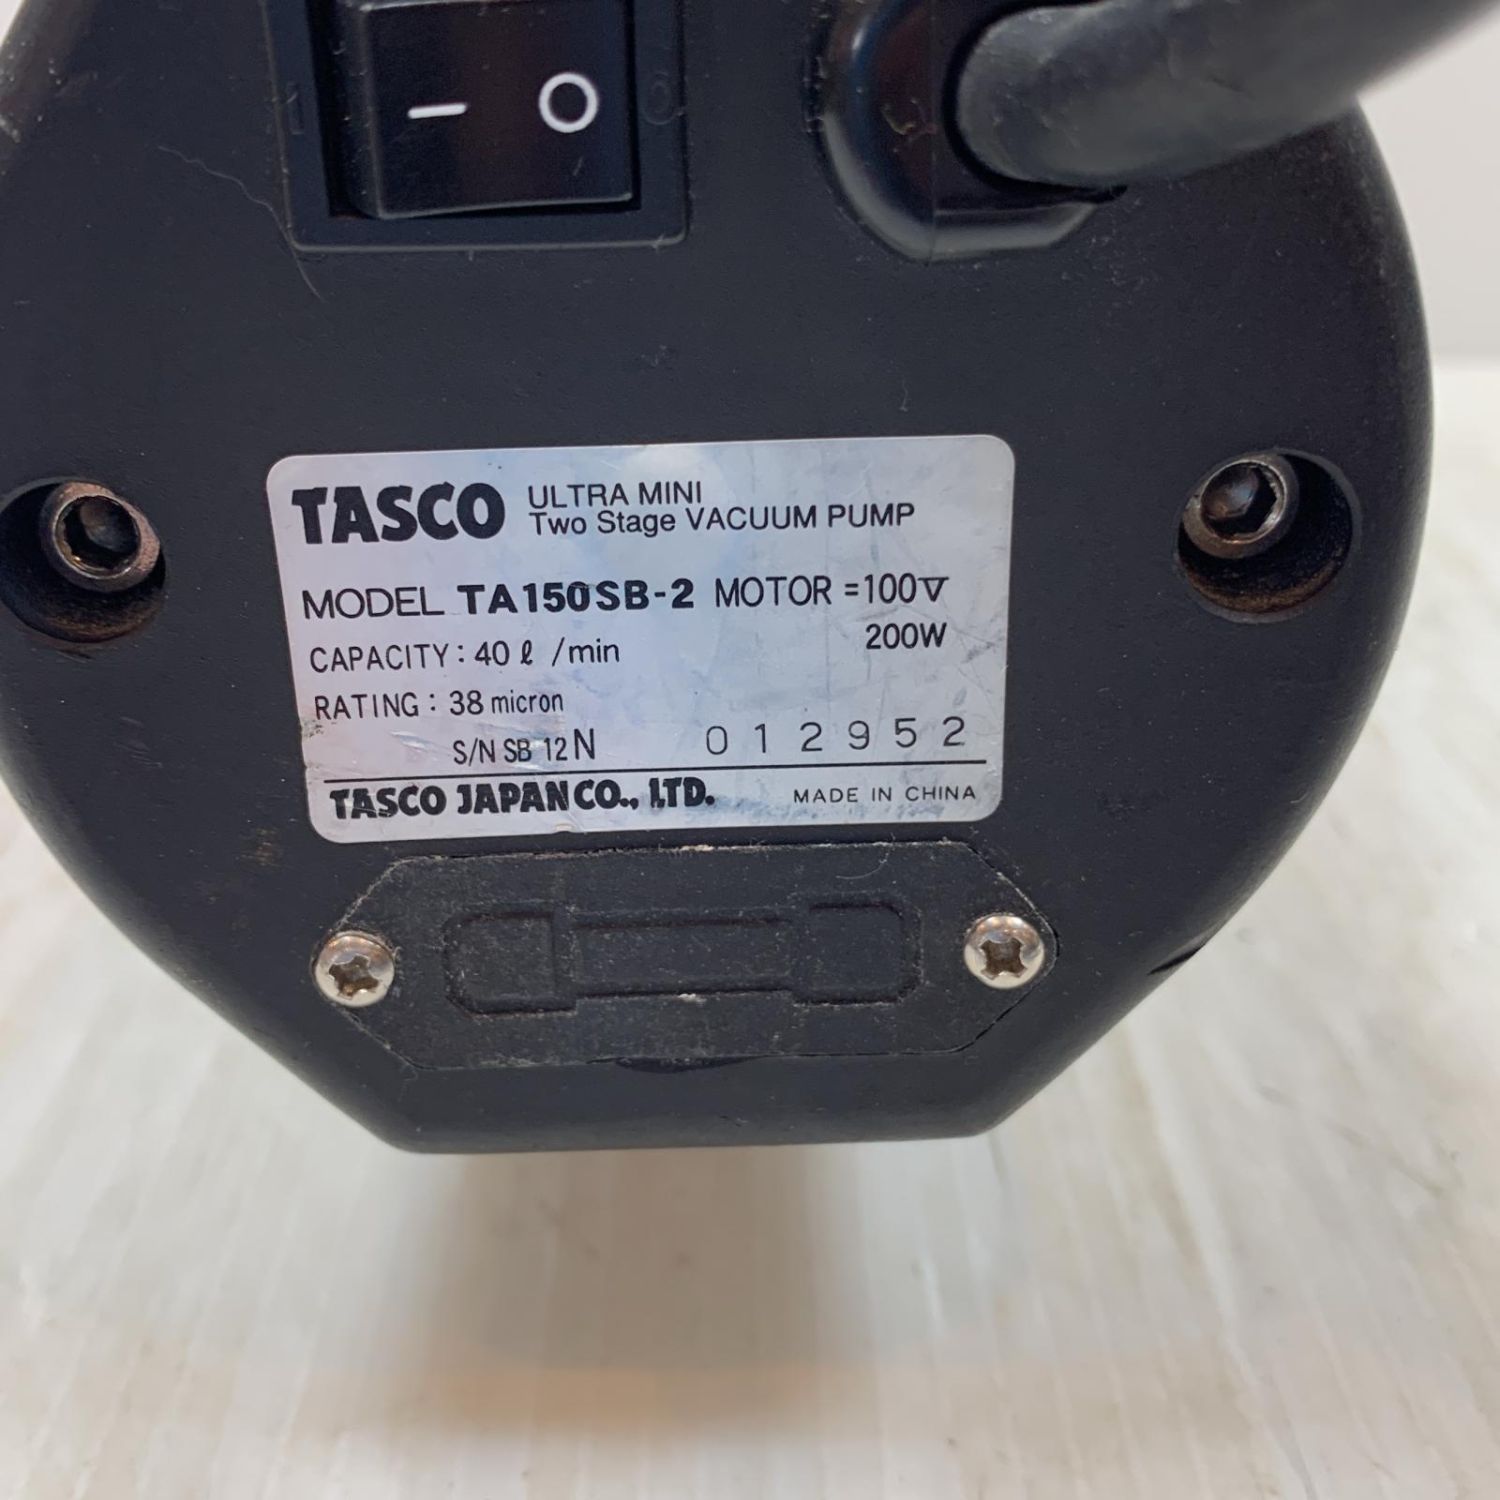 — O
TASCO ULTRA MINI
Two Stage VACUUM PUMP
MODEL TA150SB-2 MOTOR =100V
200W
CAPACITY: 40ℓ /min
RATING: 38 micron
S/N SB 12N 012952
TASCO JAPAN CO., LTD. MADE IN CHINA